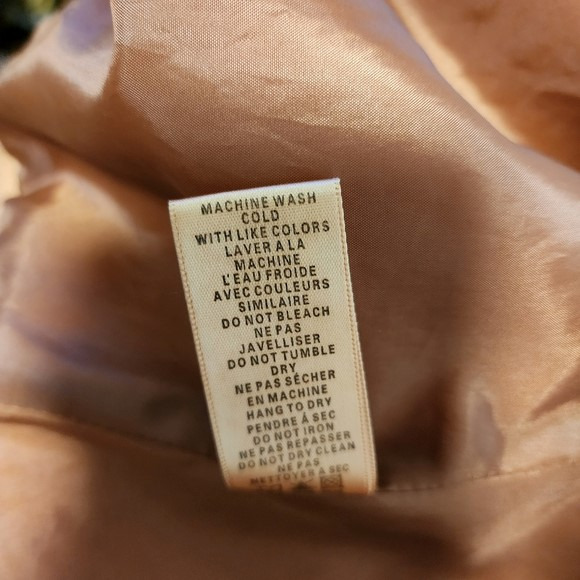 MACHINE WASH
COLD
WITH LIKE COLORS
LAVER A LA
MACHINE
L'EAU FROIDE
AVEC COULEURS
SIMILAIRE
DO NOT BLEACH
NE PAS
JAVELLISER
DO NOT TUMBLE
DRY
NE PAS SÉCHER
EN MACHINE
HANG TO DRY
PENDRE Á SEC
DO NOT IRON
NE PAS REPASSER
DO NOT DRY CLEAN
NE PAS
METTOYER A SEC